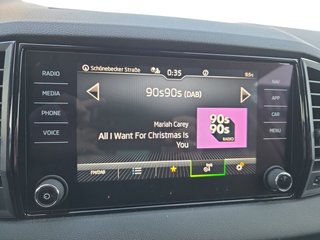 Schönebecker Straße
0:35
RADIO
MEDIA
PHONE
VOICE
90s90s (DAB)
Mariah Carey
All I Want For Christmas Is
You
90s
90s
RADIO
NAV
APP
CAR
MENU
FM/DAB